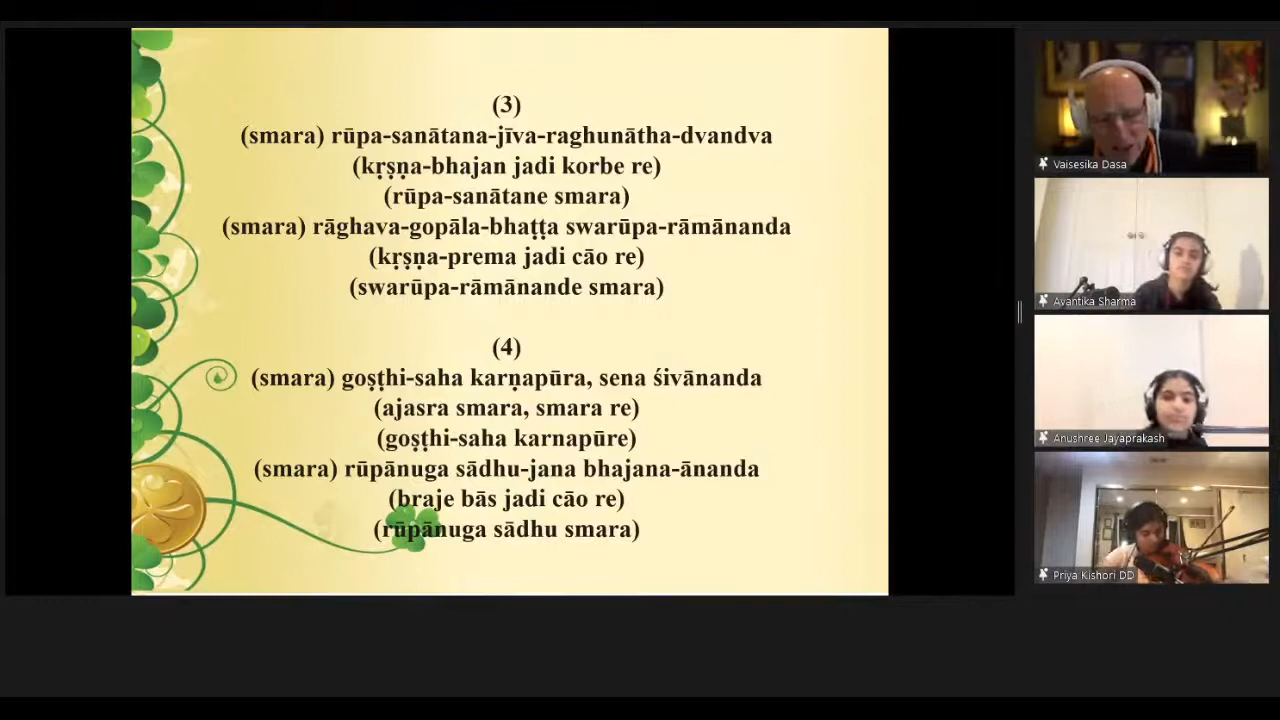 (3)
(smara) rūpa-sanātana-jīva-raghunātha-dvandva
(kṛṣṇa-bhajan jadi korbe re)
(rūpa-sanātane smara)
(smara) rāghava-gopāla-bhaṭṭa swarūpa-rāmānanda
(kṛṣṇa-prema jadi cāo re)
(swarūpa-rāmānande smara)
(4)
(smara) goṣṭhi-saha karṇapūra, sena śivānanda
(ajasra smara, smara re)
(goṣṭhi-saha karnapūre)
(smara) rūpānuga sādhu-jana bhajana-ānanda
(braje bās jadi cāo re)
(rūpānuga sādhu smara)
Vaisesika Dasa
Avantika Sharma
Anushree Jayaprakash
Priya Kishori DD